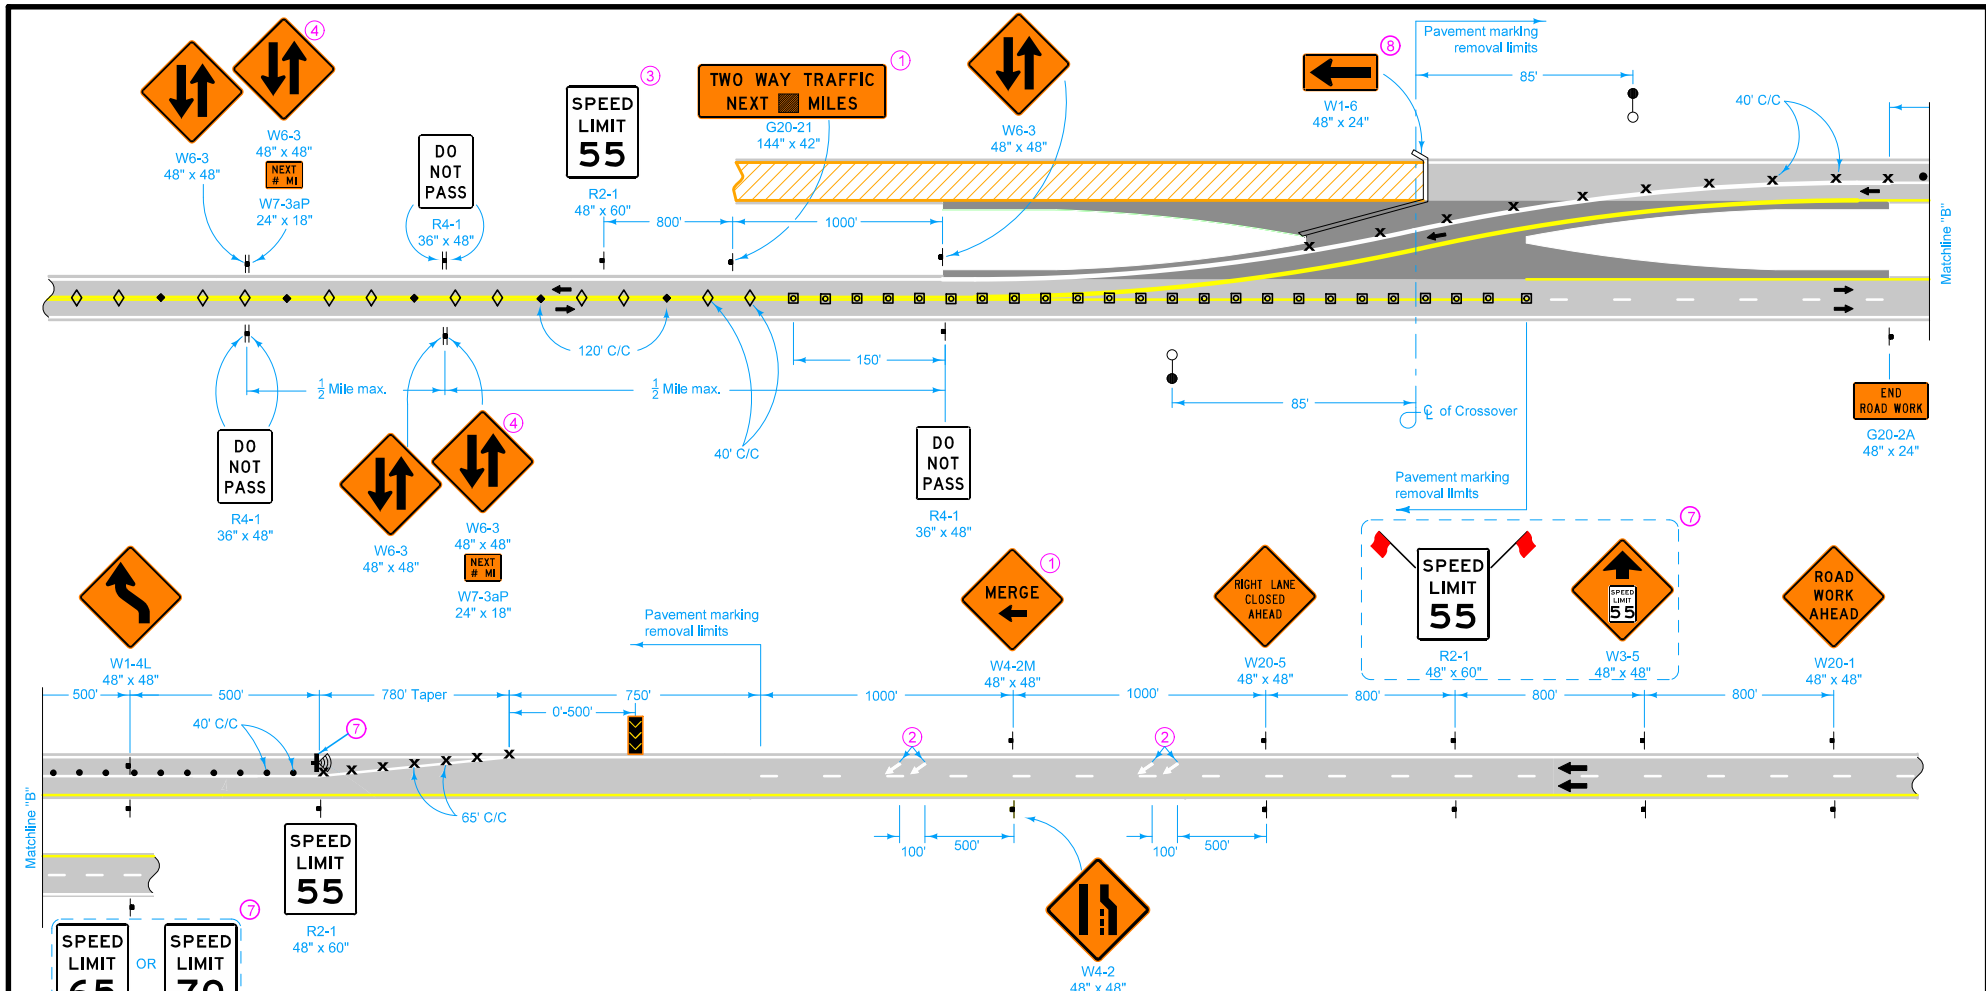 4
W6-3
48" x 48"
W6-3
48" x 48"
NEXT
# MI
W7-3aP
24" x 18"
DO
NOT
PASS
R4-1
36" x 48"
3
SPEED
LIMIT
55
R2-1
48" x 60"
1
TWO WAY TRAFFIC
NEXT MILES
G20-21
144" x 42"
W6-3
48" x 48"
8
W1-6
48" x 24"
Pavement marking
removal limits
85'
40' C/C
800'
1000'
Matchline "B"
120' C/C
150'
1/2 Mile max.
1/2 Mile max.
40' C/C
85'
℄ of Crossover
DO
NOT
PASS
R4-1
36" x 48"
4
W6-3
48" x 48"
W6-3
48" x 48"
NEXT
# MI
W7-3aP
24" x 18"
DO
NOT
PASS
R4-1
36" x 48"
Pavement marking
removal limits
END
ROAD WORK
G20-2A
48" x 24"
W1-4L
48" x 48"
Pavement marking
removal limits
1
MERGE
W4-2M
48" x 48"
RIGHT LANE
CLOSED
AHEAD
W20-5
48" x 48"
7
SPEED
LIMIT
55
R2-1
48" x 60"
SPEED
LIMIT
55
W3-5
48" x 48"
ROAD
WORK
AHEAD
W20-1
48" x 48"
500'
500'
780' Taper
750'
1000'
1000'
800'
800'
800'
0'-500'
40' C/C
7
2
2
65' C/C
100'
500'
100'
500'
Matchline "B"
SPEED
LIMIT
55
R2-1
48" x 60"
W4-2
48" x 48"
7
SPEED
LIMIT
65
OR
SPEED
LIMIT
70